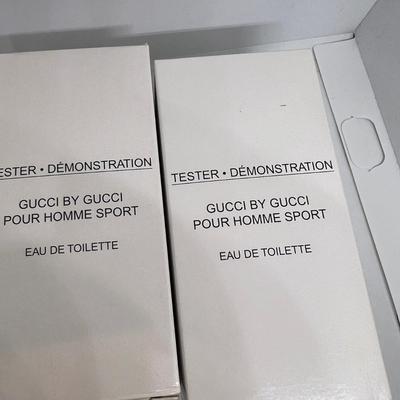 TESTER • DÉMONSTRATION
GUCCI BY GUCCI
POUR HOMME SPORT
EAU DE TOILETTE
TESTER • DÉMONSTRATION
GUCCI BY GUCCI
POUR HOMME SPORT
EAU DE TOILETTE